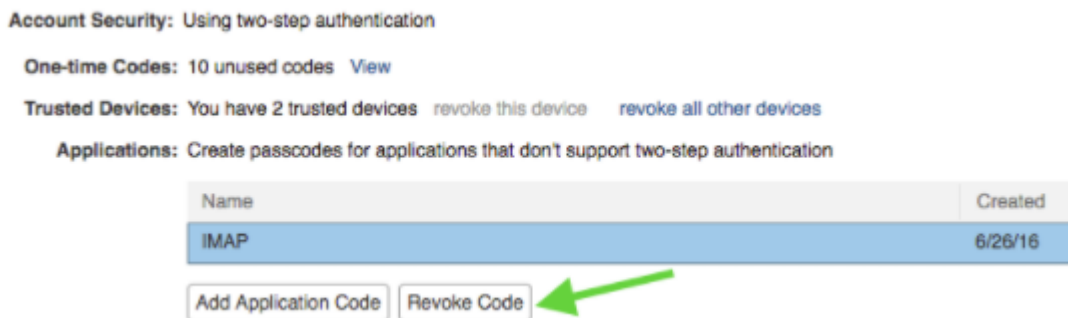 Account Security: Using two-step authentication
One-time Codes: 10 unused codes View
Trusted Devices: You have 2 trusted devices revoke this device revoke all other devices
Applications: Create passcodes for applications that don't support two-step authentication
Name Created
IMAP 6/26/16
Add Application Code Revoke Code